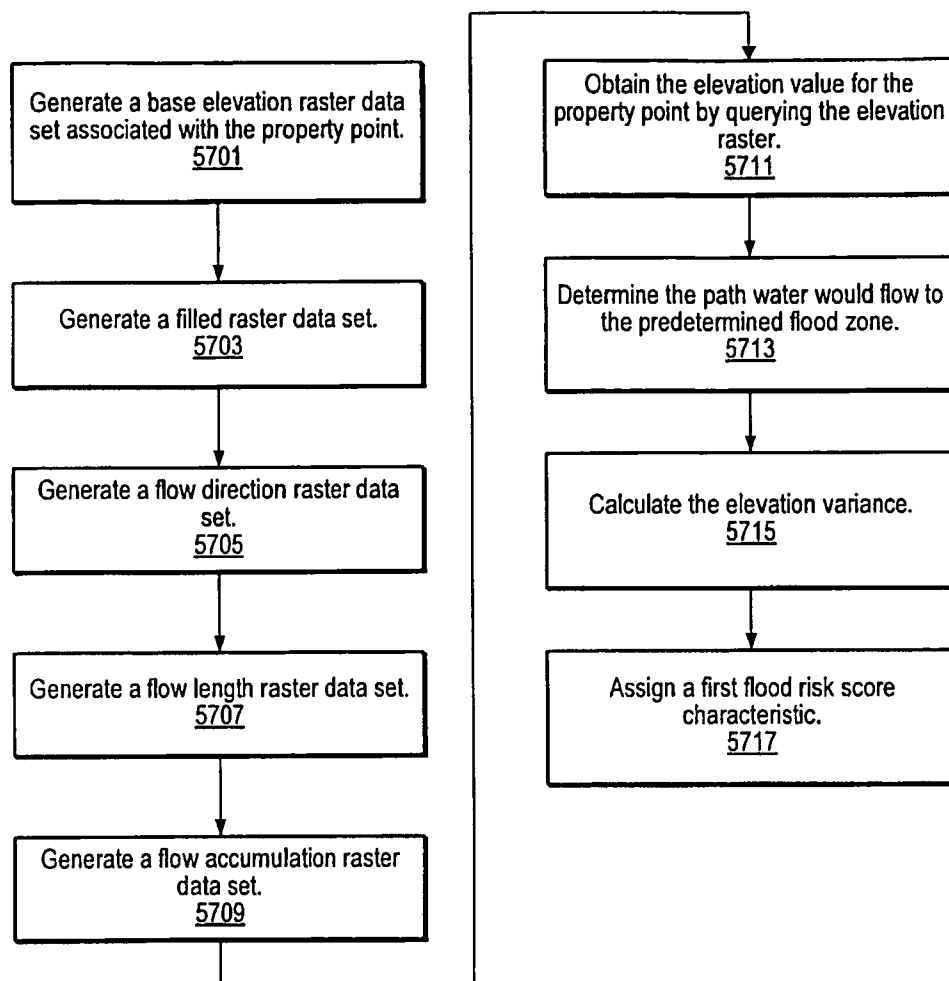 Generate a base elevation raster data
set associated with the property point.
5701
Generate a filled raster data set.
5703
Generate a flow direction raster data
set.
5705
Generate a flow length raster data set.
5707
Generate a flow accumulation raster
data set.
5709
Obtain the elevation value for the
property point by querying the elevation
raster.
5711
Determine the path water would flow to
the predetermined flood zone.
5713
Calculate the elevation variance.
5715
Assign a first flood risk score
characteristic.
5717